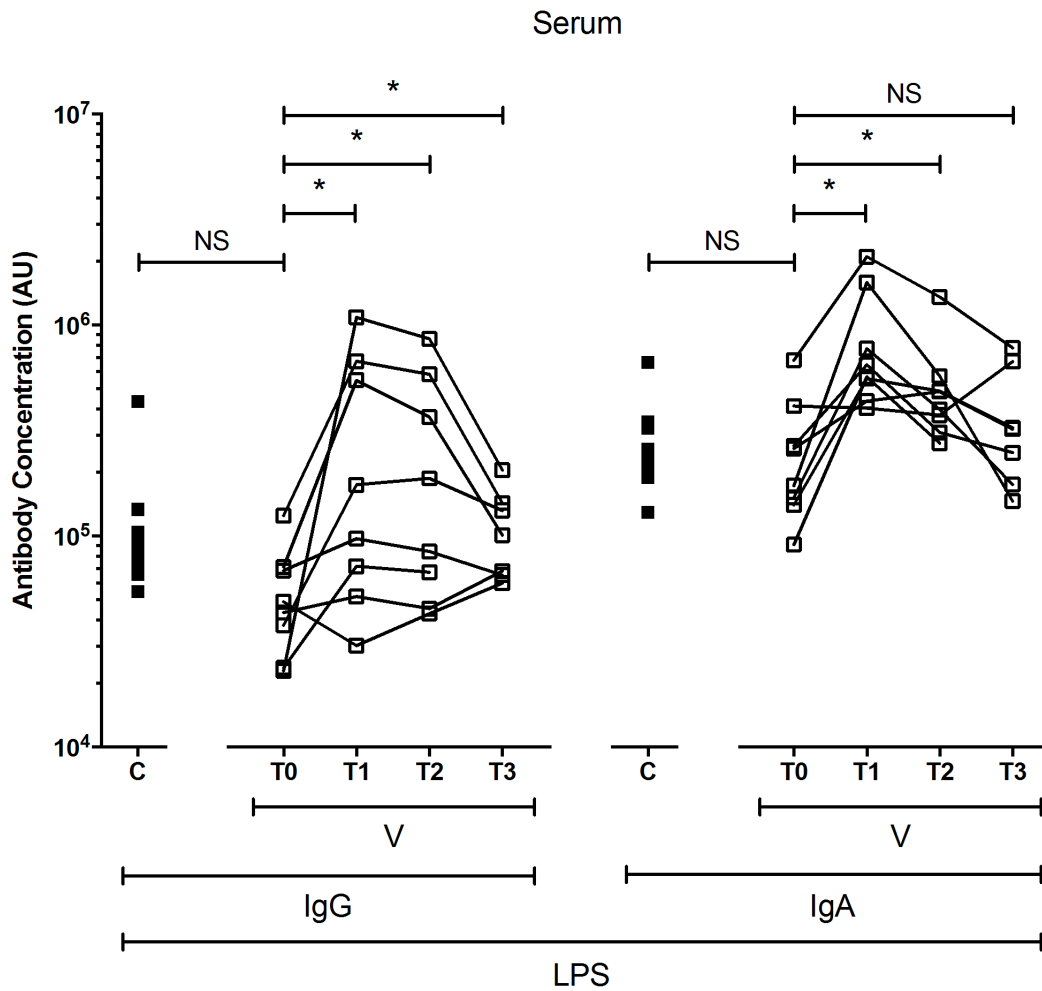 Serum
* NS
10^7
* *
* *
NS NS
10^6
10^5
10^4
Antibody Concentration (AU)
C T0 T1 T2 T3 C T0 T1 T2 T3
V V
IgG IgA
LPS